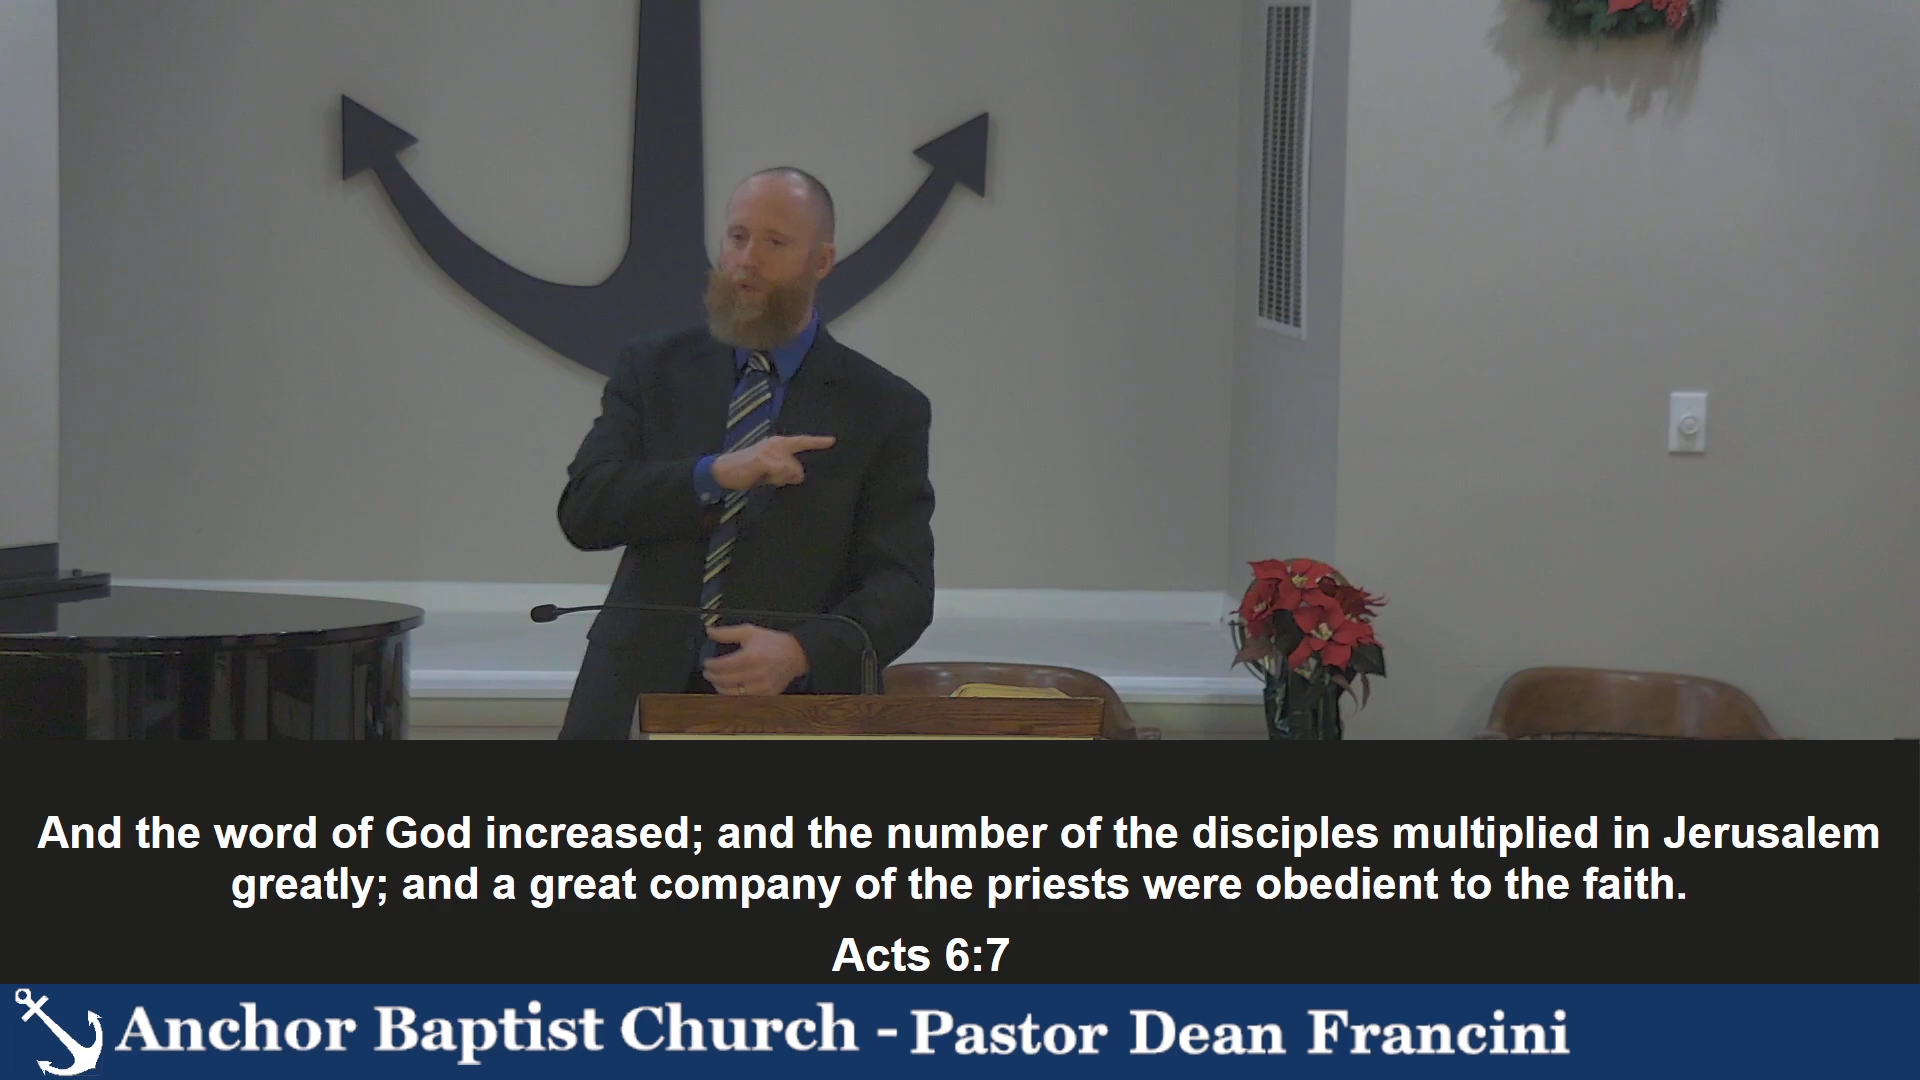 And the word of God increased; and the number of the disciples multiplied in Jerusalem
greatly; and a great company of the priests were obedient to the faith.
Acts 6:7
Anchor Baptist Church - Pastor Dean Francini